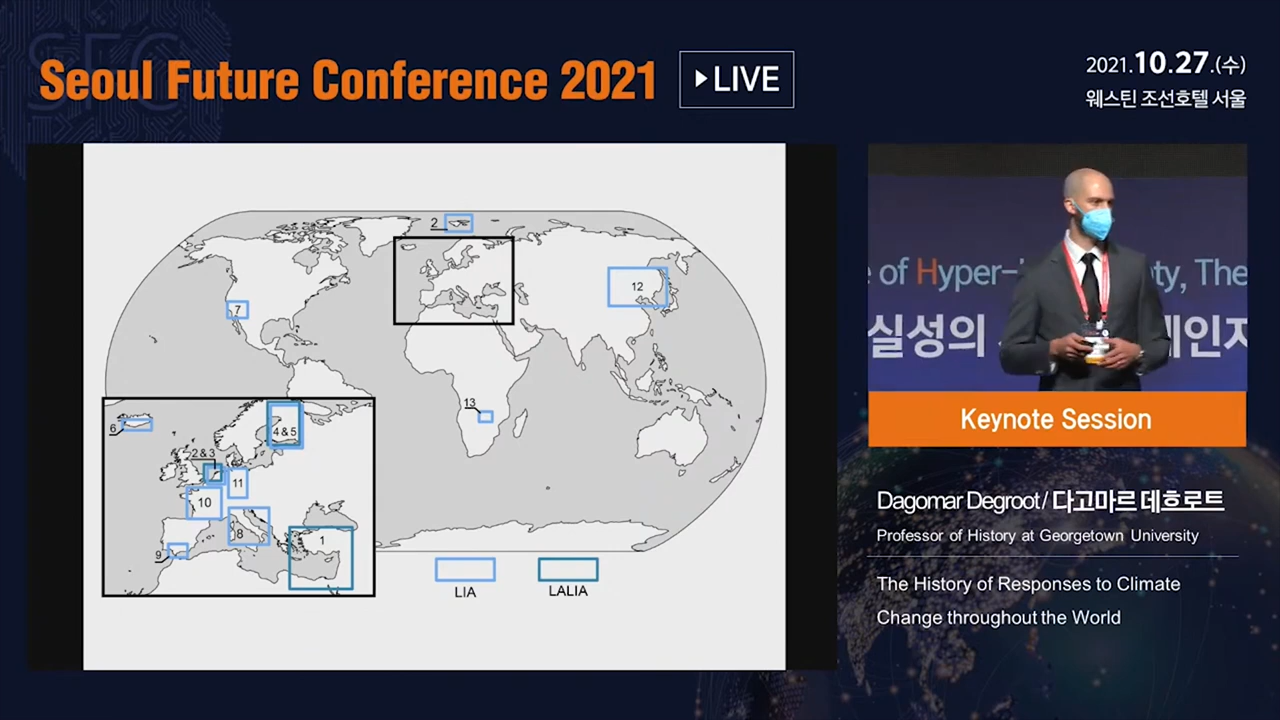 Seoul Future Conference 2021
LIVE
2021.10.27.(수)
웨스틴 조선호텔 서울
SFC
2
12
7
13
6
4 & 5
2 & 3
11
10
8
1
9
LIA
LALIA
e of Hyper-
ty, The
실성의
인지
Keynote Session
Dagomar Degroot / 다고마르 데흐로트
Professor of History at Georgetown University
The History of Responses to Climate
Change throughout the World